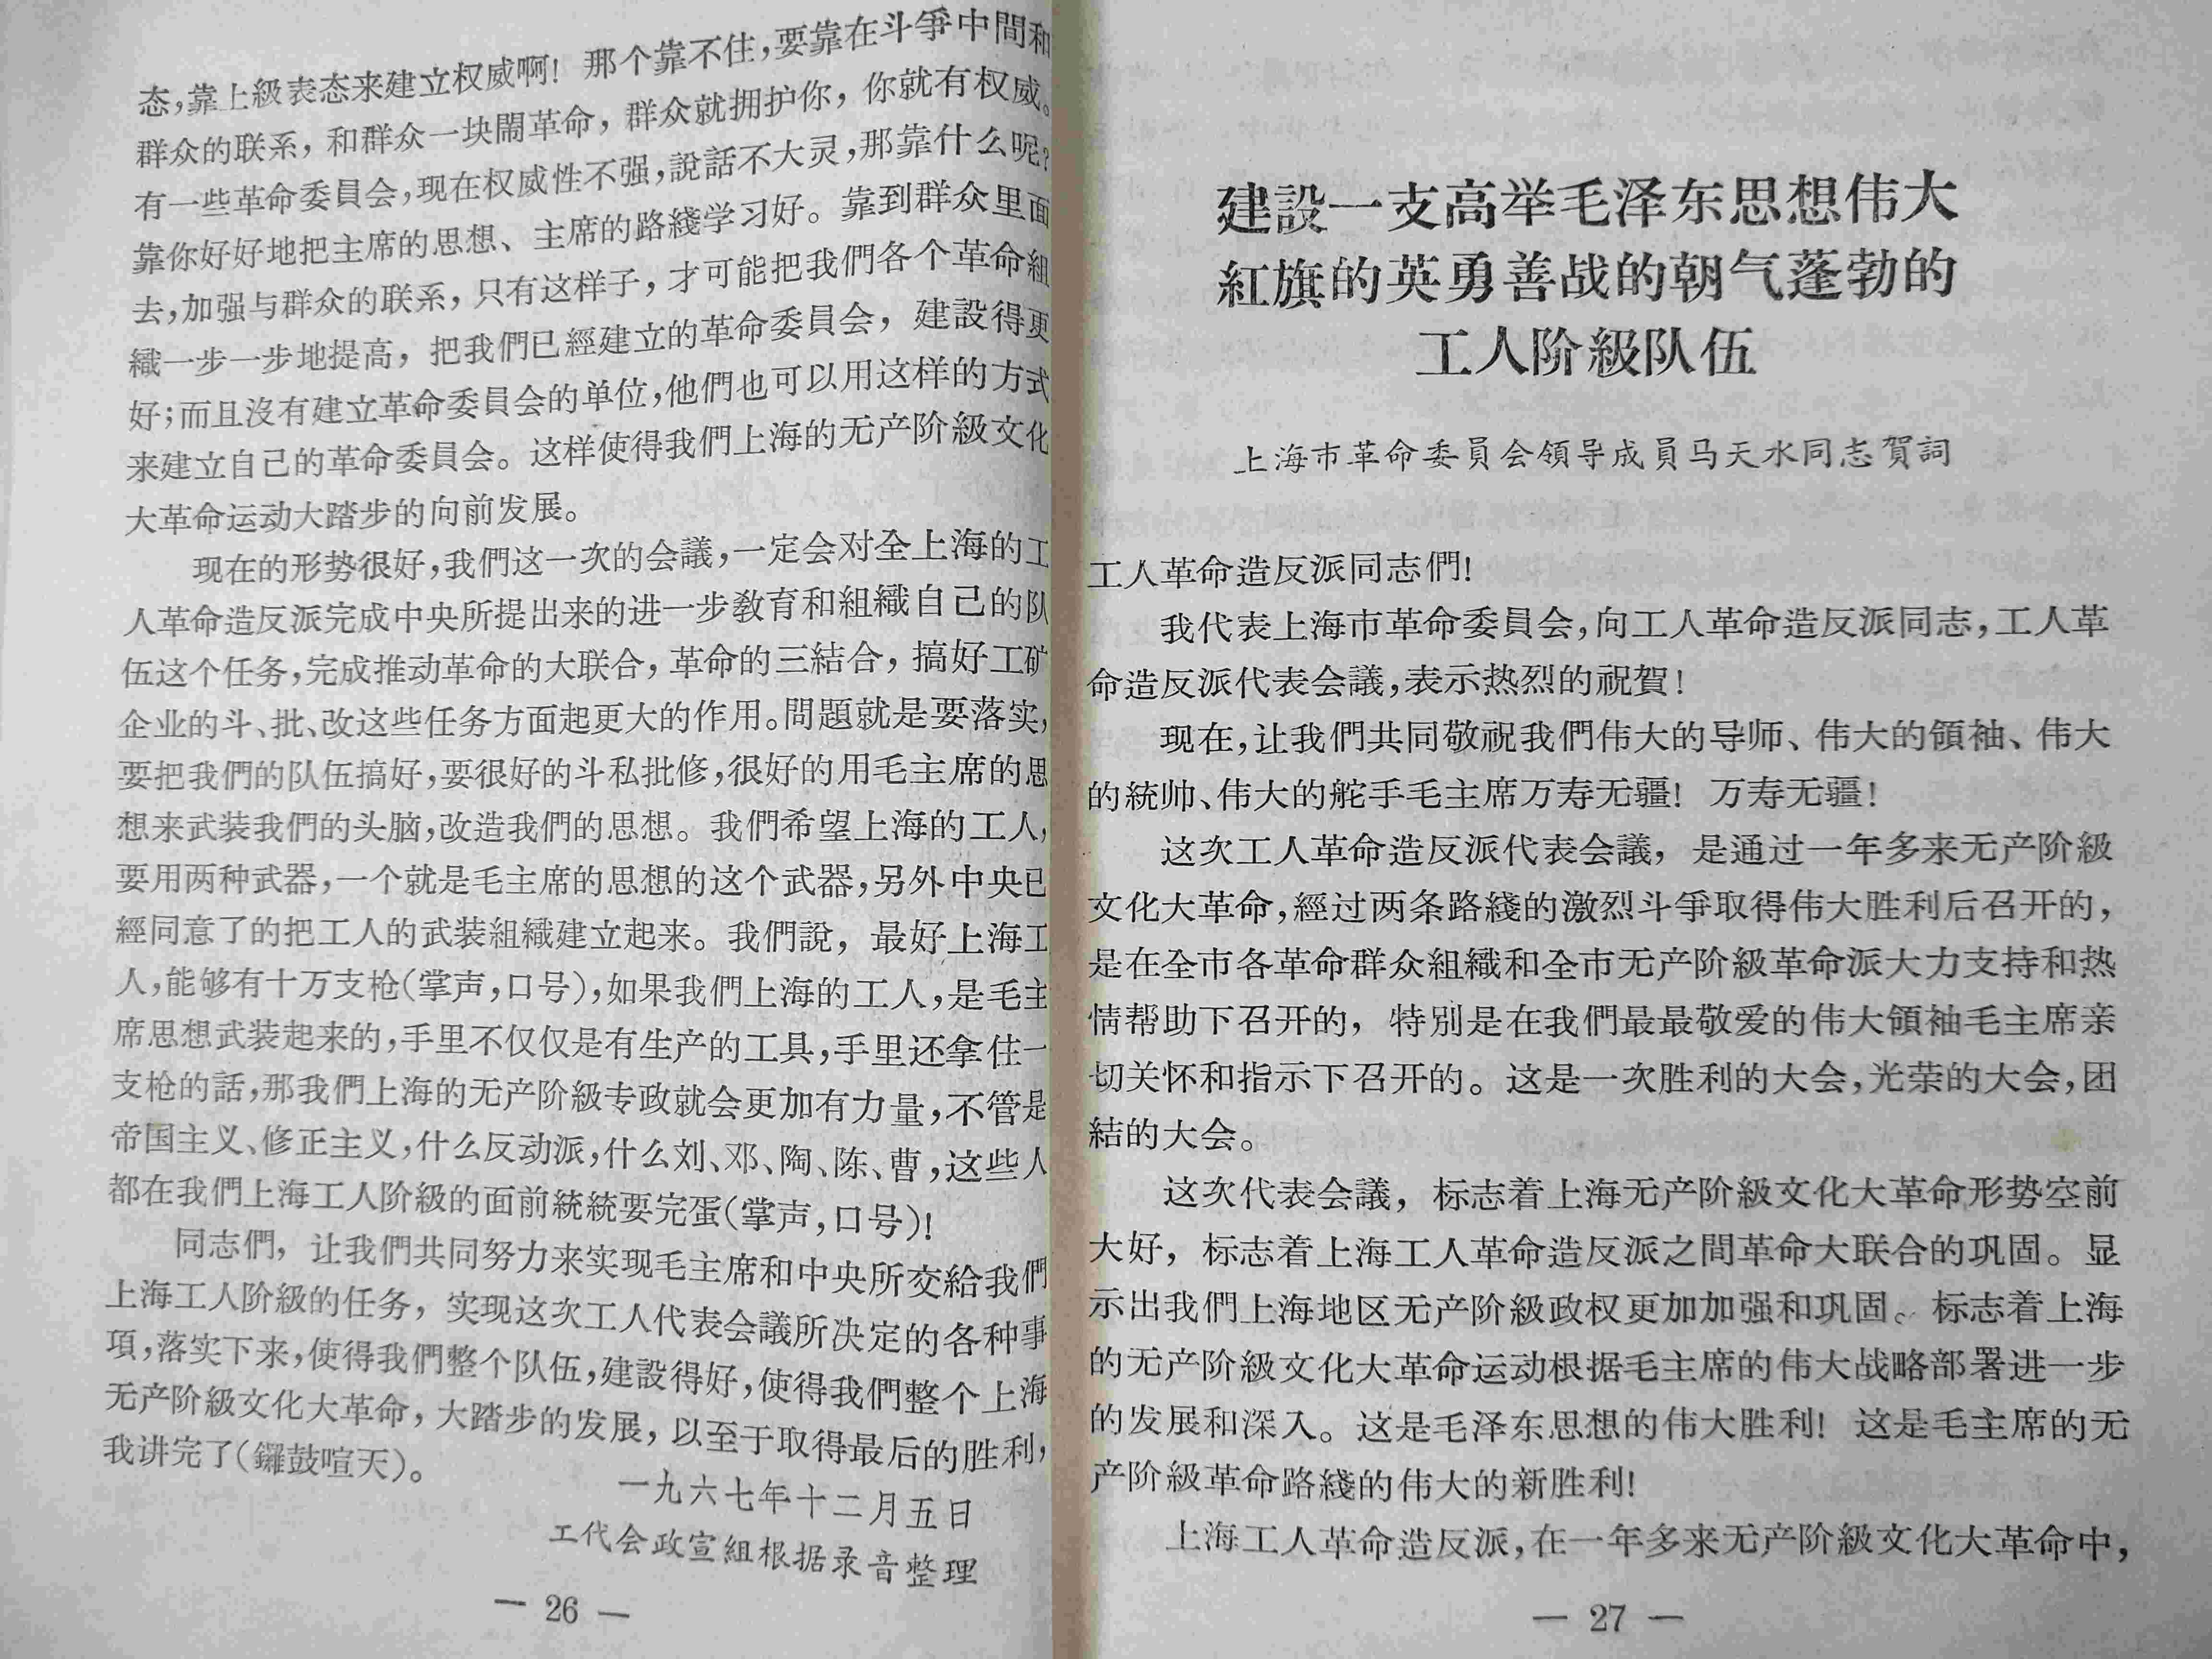 态,靠上級表态来建立权威啊！那个靠不住,要靠在斗爭中間和
群众的联系，和群众一块鬧革命，群众就拥护你，你就有权威。
有一些革命委員会,现在权威性不强,說話不大灵,那靠什么呢?
靠你好好地把主席的思想、主席的路綫学习好。靠到群众里面
去,加强与群众的联系，只有这样子，才可能把我們各个革命組
織一步一步地提高，把我們已經建立的革命委員会，建設得更
好;而且沒有建立革命委員会的单位,他們也可以用这样的方式
来建立自己的革命委員会。这样使得我們上海的无产阶級文化
大革命运动大踏步的向前发展。
现在的形势很好,我們这一次的会議,一定会对全上海的工
人革命造反派完成中央所提出来的进一步教育和組織自己的队
伍这个任务,完成推动革命的大联合,革命的三結合，搞好工矿
企业的斗、批、改这些任务方面起更大的作用。問題就是要落实,
要把我們的队伍搞好,要很好的斗私批修,很好的用毛主席的思
想来武装我們的头脑,改造我們的思想。我們希望上海的工人,
要用两种武器,一个就是毛主席的思想的这个武器,另外中央已
經同意了的把工人的武装組織建立起来。我們說，最好上海工
人,能够有十万支枪(掌声,口号),如果我們上海的工人,是毛主
席思想武装起来的,手里不仅仅是有生产的工具,手里还拿住一
支枪的話,那我們上海的无产阶級专政就会更加有力量,不管是
帝国主义、修正主义,什么反动派,什么刘、邓、陶、陈、曹,这些人
都在我們上海工人阶級的面前統統要完蛋(掌声,口号)!
同志們，让我們共同努力来实现毛主席和中央所交給我們
上海工人阶級的任务，实现这次工人代表会議所决定的各种事
項,落实下来,使得我們整个队伍,建設得好,使得我們整个上海
无产阶級文化大革命，大踏步的发展，以至于取得最后的胜利,
我讲完了(鑼鼓喧天)。
一九六七年十二月五日
工代会政宣組根据录音整理
— 26 —
建設一支高举毛泽东思想伟大
紅旗的英勇善战的朝气蓬勃的
工人阶級队伍
上海市革命委員会領导成員马天水同志賀詞
工人革命造反派同志們!
我代表上海市革命委員会,向工人革命造反派同志,工人革
命造反派代表会議,表示热烈的祝賀!
现在,让我們共同敬祝我們伟大的导师、伟大的領袖、伟大
的統帅、伟大的舵手毛主席万寿无疆! 万寿无疆!
这次工人革命造反派代表会議，是通过一年多来无产阶級
文化大革命,經过两条路綫的激烈斗爭取得伟大胜利后召开的,
是在全市各革命群众組織和全市无产阶級革命派大力支持和热
情帮助下召开的，特別是在我們最最敬爱的伟大領袖毛主席亲
切关怀和指示下召开的。这是一次胜利的大会,光荣的大会,团
結的大会。
这次代表会議，标志着上海无产阶級文化大革命形势空前
大好，标志着上海工人革命造反派之間革命大联合的巩固。显
示出我們上海地区无产阶級政权更加加强和巩固。标志着上海
的无产阶級文化大革命运动根据毛主席的伟大战略部署进一步
的发展和深入。这是毛泽东思想的伟大胜利! 这是毛主席的无
产阶級革命路綫的伟大的新胜利!
上海工人革命造反派,在一年多来无产阶級文化大革命中,
— 27 —